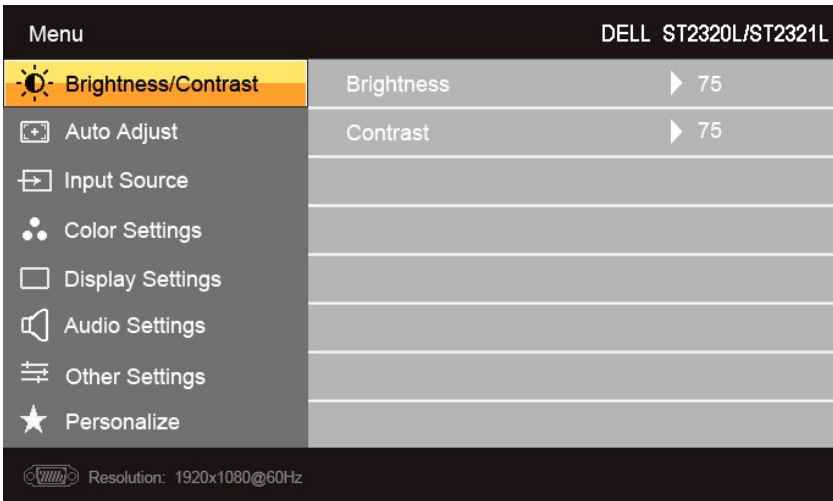 Menu DELL ST2320L/ST2321L
Brightness/Contrast Brightness 75
Auto Adjust Contrast 75
Input Source
Color Settings
Display Settings
Audio Settings
Other Settings
Personalize
Resolution: 1920x1080@60Hz